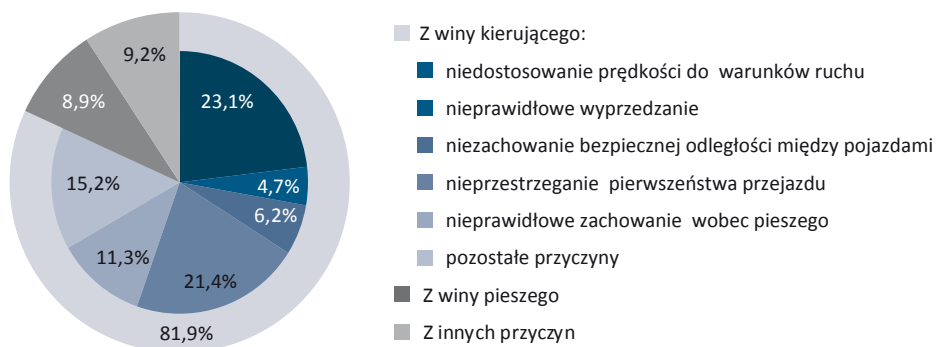 9,2%
23,1%
8,9%
4,7%
15,2%
6,2%
11,3%
21,4%
81,9%
Z winy kierującego:
niedostosowanie prędkości do warunków ruchu
nieprawidłowe wyprzedzanie
niezachowanie bezpiecznej odległości między pojazdami
nieprzestrzeganie pierwszeństwa przejazdu
nieprawidłowe zachowanie wobec pieszego
pozostałe przyczyny
Z winy pieszego
Z innych przyczyn